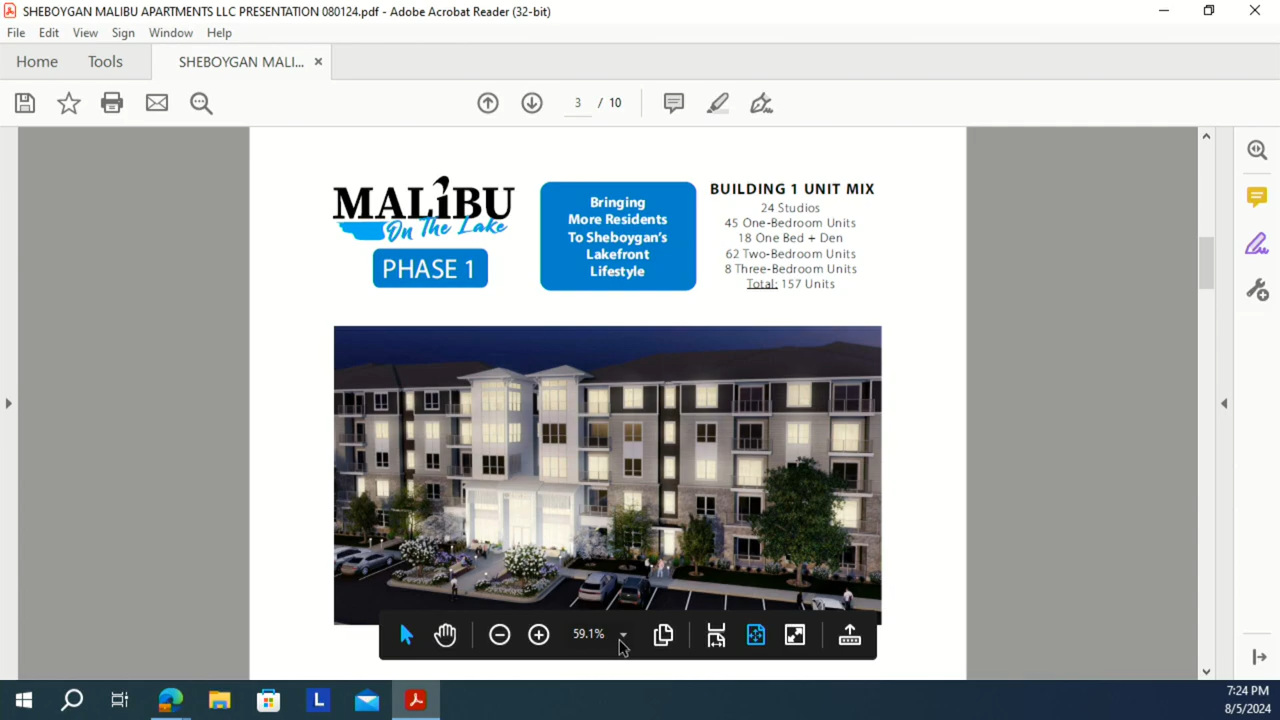 SHEBOYGAN MALIBU APARTMENTS LLC PRESENTATION 080124.pdf - Adobe Acrobat Reader (32-bit)
File Edit View Sign Window Help
Home Tools SHEBOYGAN MALI... ×
3 / 10
MALiBU
On The Lake
PHASE 1
Bringing
More Residents
To Sheboygan's
Lakefront
Lifestyle
BUILDING 1 UNIT MIX
24 Studios
45 One-Bedroom Units
18 One Bed + Den
62 Two-Bedroom Units
8 Three-Bedroom Units
Total: 157 Units
59.1%
L
7:24 PM
8/5/2024